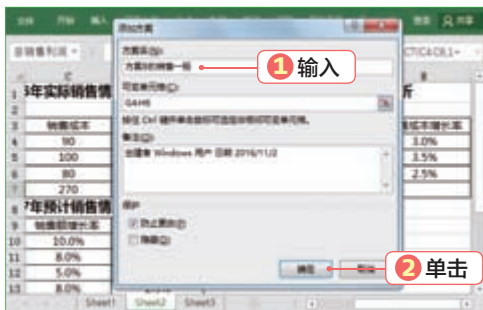 添加方案
方案名(N):
方案B的销售一般
1 输入
可变单元格(C):
G4:H6
按住 Ctrl 键并单击鼠标可选定非相邻可变单元格。
备注(O):
创建者 Windows 用户 日期 2016/11/2
保护
防止更改(P)
隐藏(D)
确定
取消
2 单击
年实际销售情
析
C
销售成本
90
100
80
270
3.0%
3.5%
2.5%
年预计销售情
销售额增长率
10.0%
8.0%
5.0%
8.0%
Sheet1 Sheet2 Sheet3